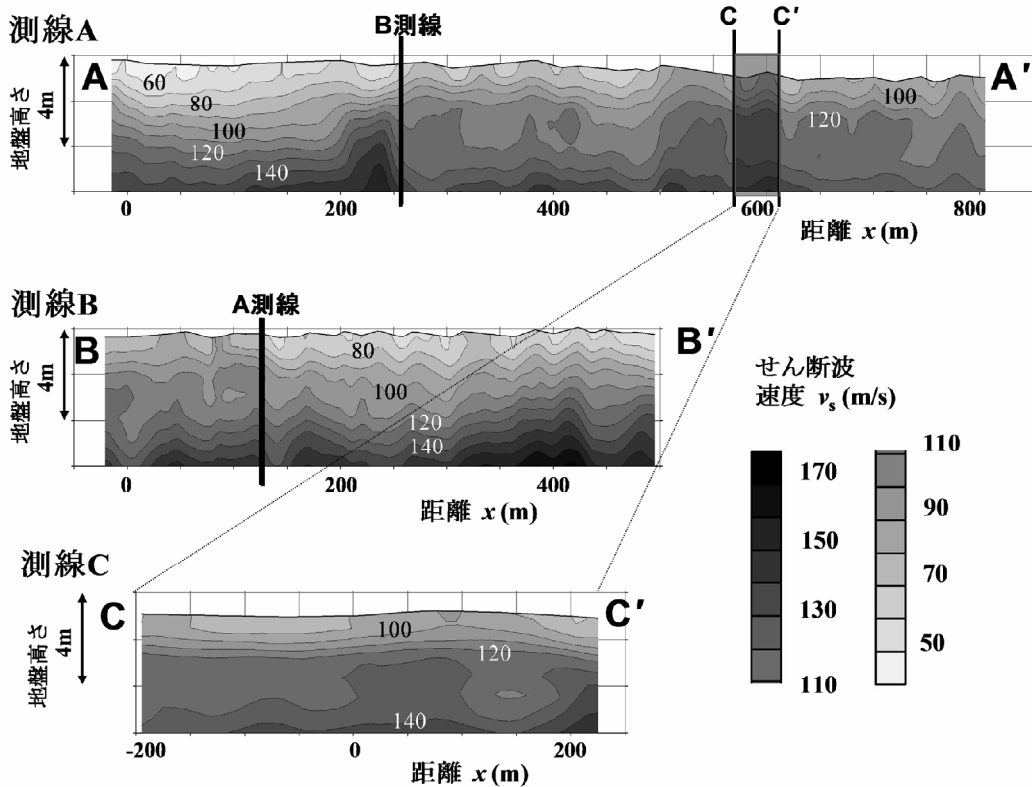 測線A
B測線
C
C′
A
60
80
100
120
140
100
120
A′
地盤高さ
4m
0
200
400
600
800
距離 x (m)
測線B
A測線
B
80
100
120
140
B′
地盤高さ
4m
0
200
400
距離 x (m)
せん断波
速度 vs (m/s)
170
150
130
110
110
90
70
50
測線C
C
100
120
140
C′
地盤高さ
4m
-200
0
200
距離 x (m)